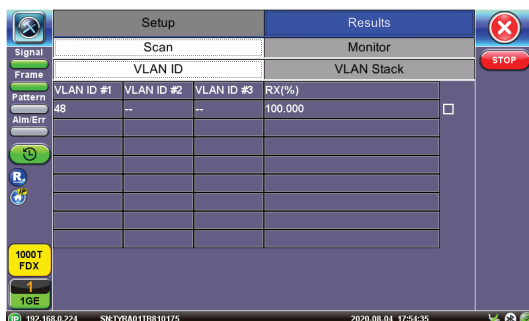 Setup
Results
Scan
Monitor
Signal
VLAN ID
VLAN Stack
STOP
Frame
VLAN ID #1 VLAN ID #2 VLAN ID #3 RX(%)
Pattern
48 -- -- 100.000
Alm/Err
R
1000T
FDX
1
1GE
IP 192.168.0.224 SN:TYRA01TB810175 2020.08.04 17:54:35